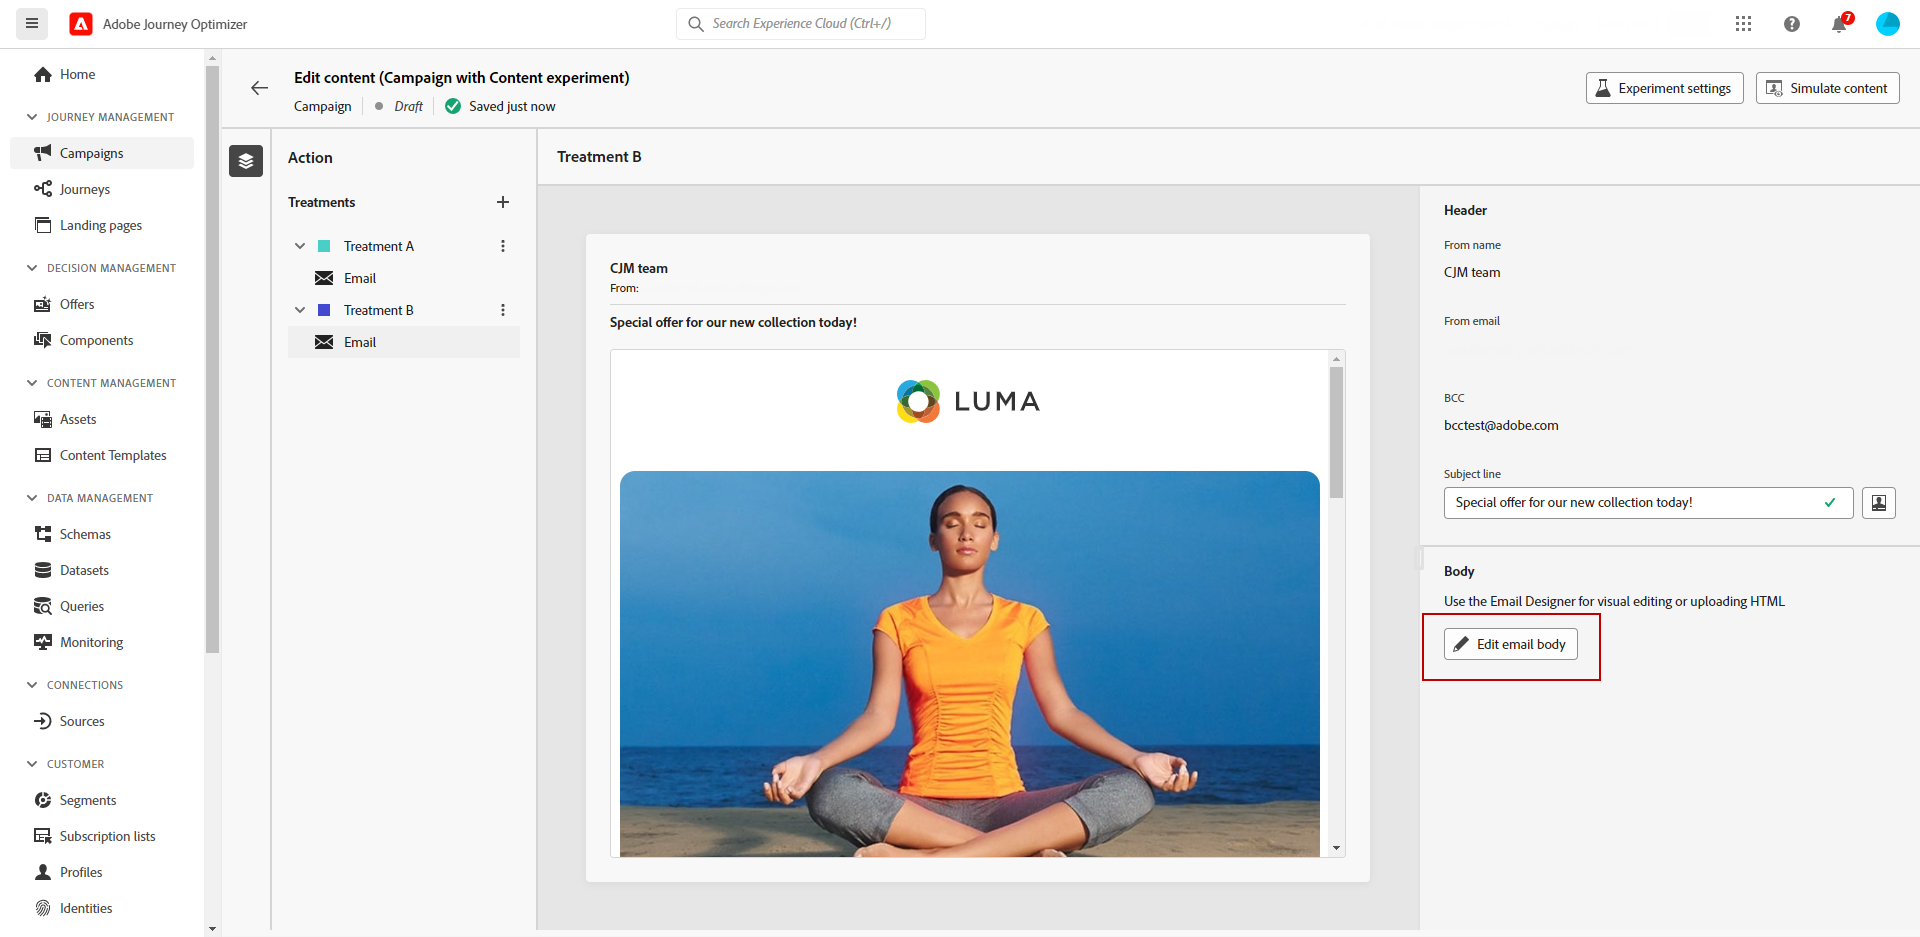 Adobe Journey Optimizer
Search Experience Cloud (Ctrl+/)
7
Home
JOURNEY MANAGEMENT
Campaigns
Journeys
Landing pages
DECISION MANAGEMENT
Offers
Components
CONTENT MANAGEMENT
Assets
Content Templates
DATA MANAGEMENT
Schemas
Datasets
Queries
Monitoring
CONNECTIONS
Sources
CUSTOMER
Segments
Subscription lists
Profiles
Identities
Edit content (Campaign with Content experiment)
Campaign
Draft
Saved just now
Experiment settings
Simulate content
Action
Treatments
Treatment A
Email
Treatment B
Email
Treatment B
CJM team
From:
Special offer for our new collection today!
LUMA
Header
From name
CJM team
From email
BCC
bcctest@adobe.com
Subject line
Special offer for our new collection today!
Body
Use the Email Designer for visual editing or uploading HTML
Edit email body